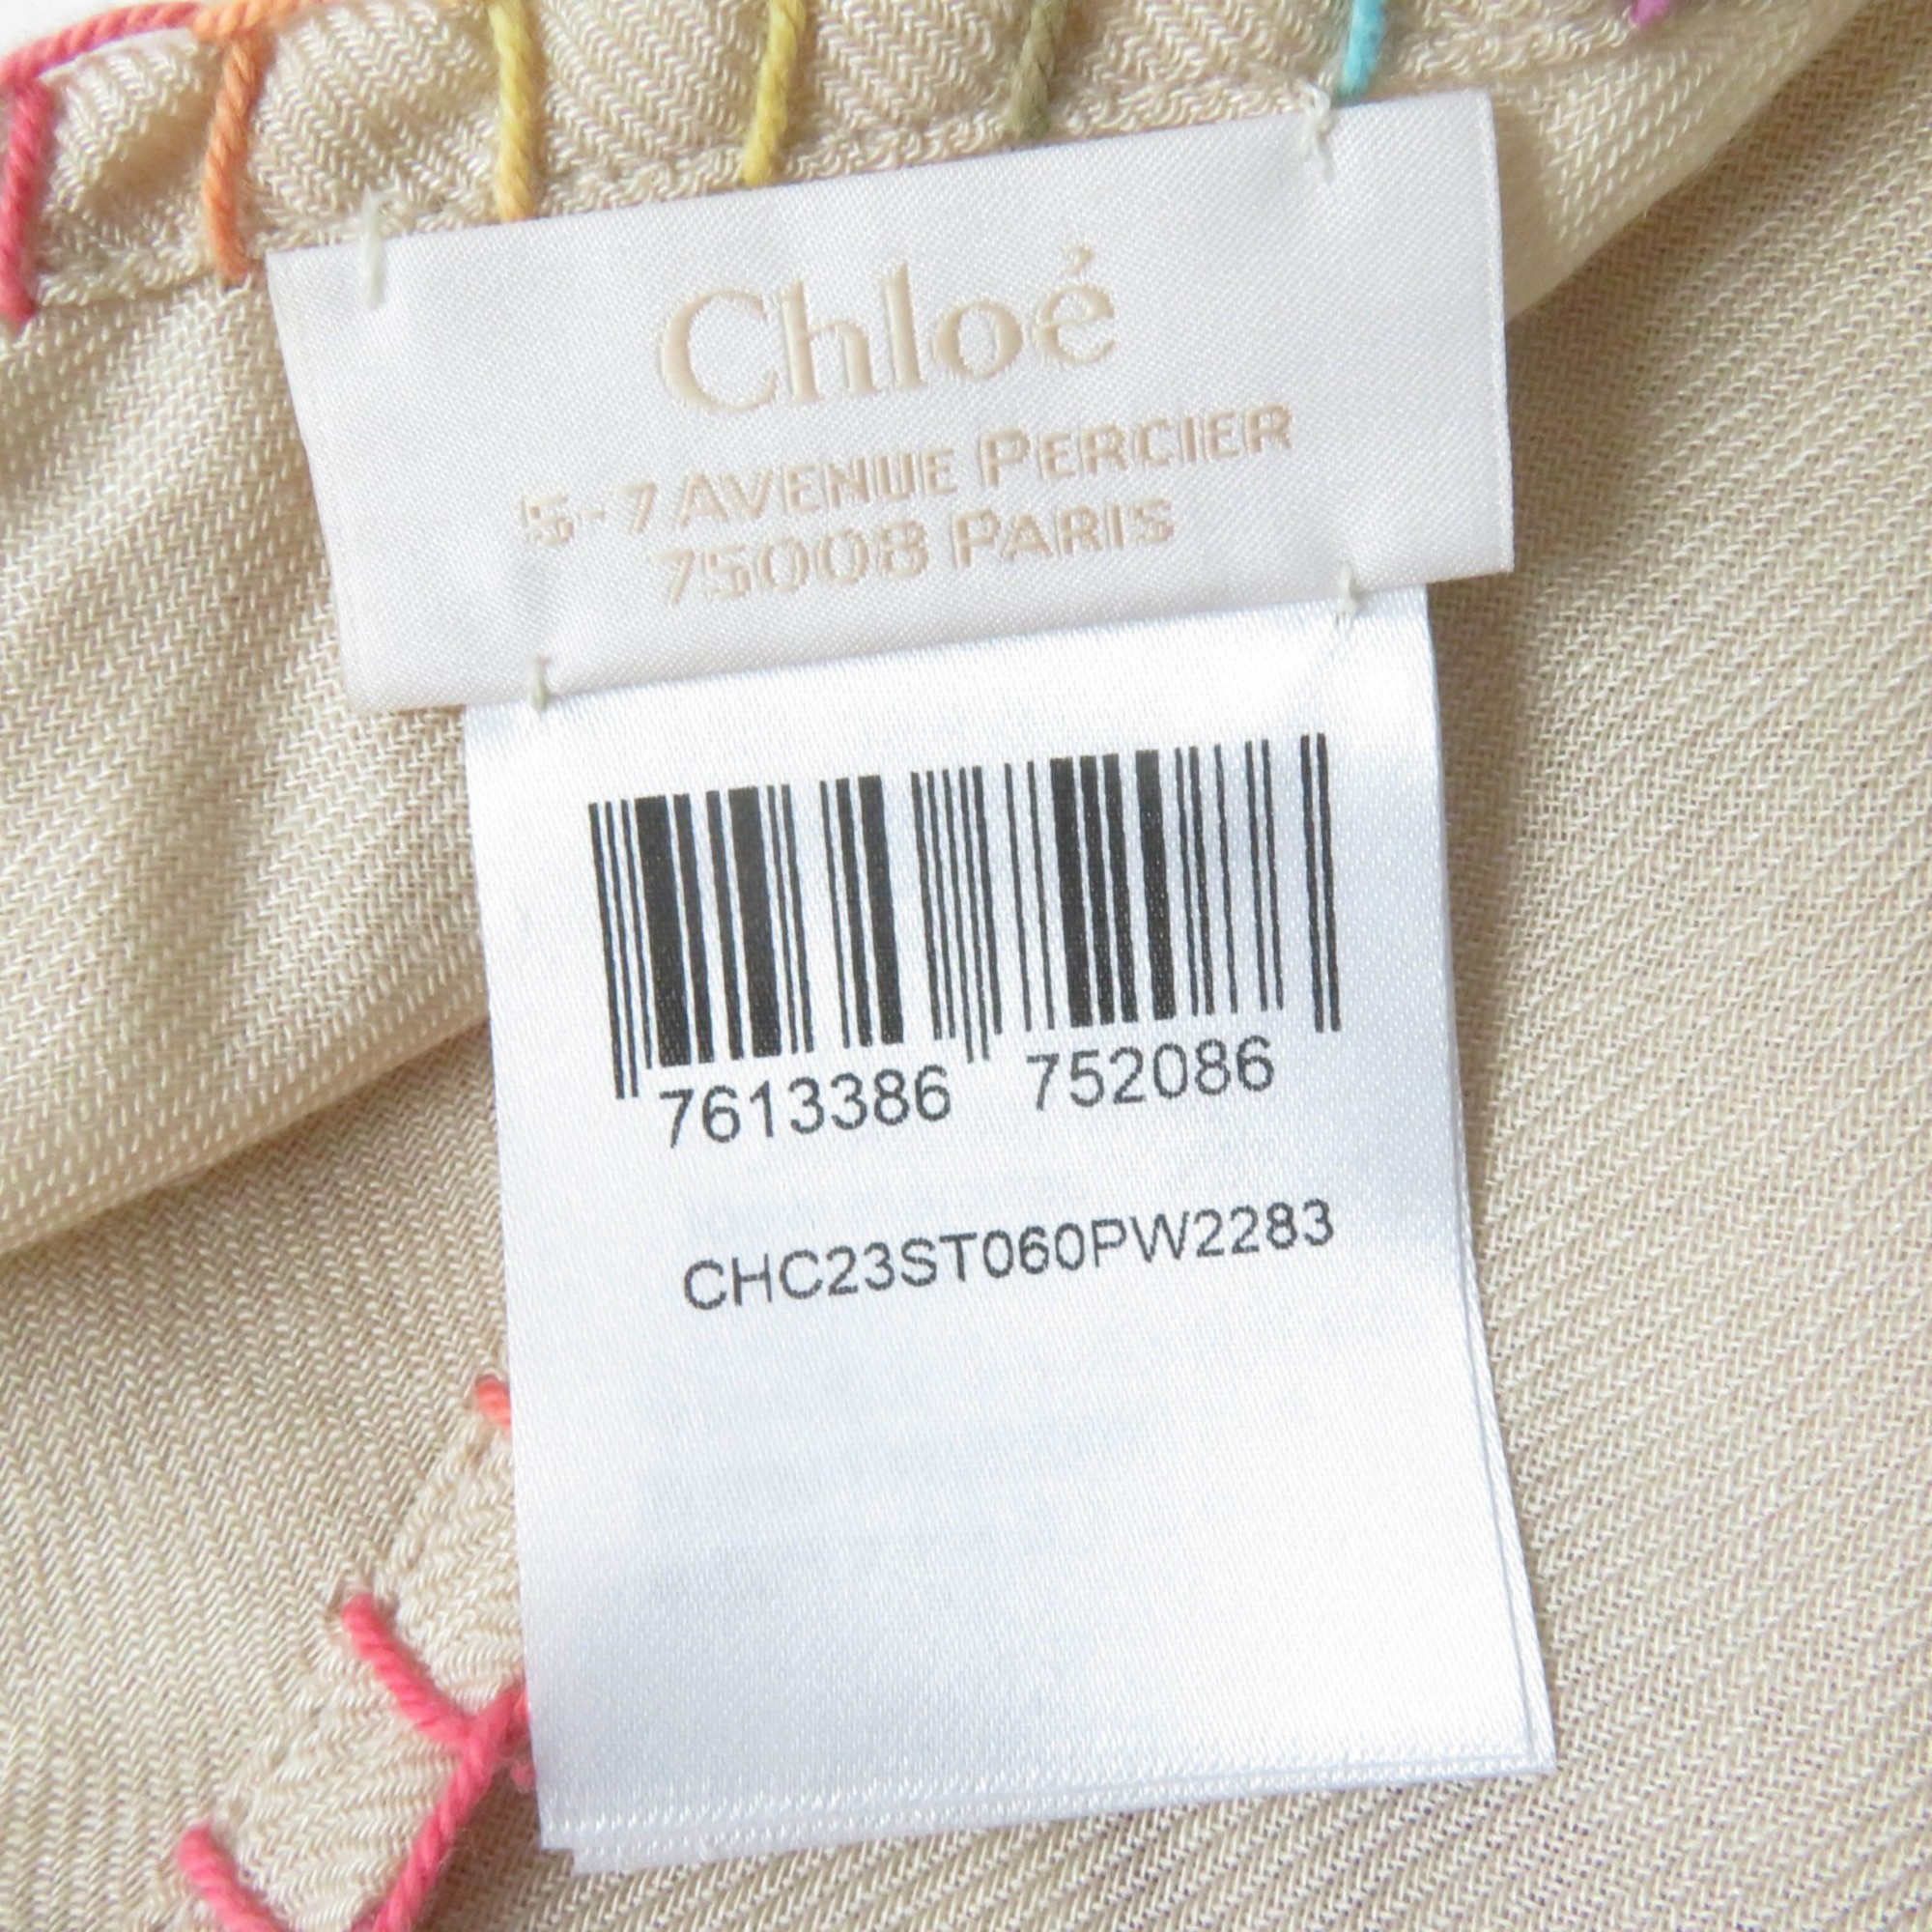 Chloé
5-7 AVENUE PERCIER
75008 PARIS
7613386 752086
CHC23ST060PW2283